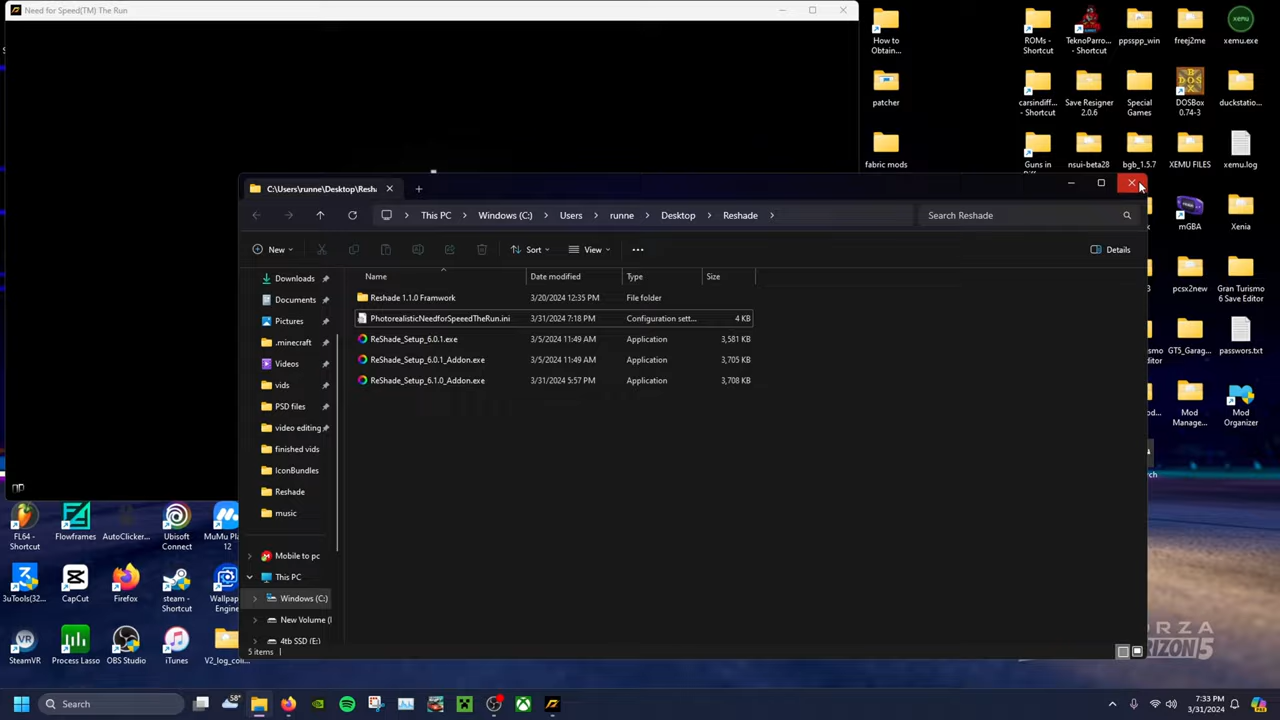 Need for Speed(TM) The Run
How to
Obtain...
ROMs -
Shortcut
TeknoParro...
- Shortcut
ppsspp_win
freej2me
xemu
xemu.exe
patcher
carsindiff...
- Shortcut
Save Resigner
2.0.6
Special
Games
DOSBox
0.74-3
duckstatio...
fabric mods
Guns in
nsui-beta28
bgb_1.5.7
XEMU FILES
xemu.log
C:\Users\runne\Desktop\Resh
This PC
Windows (C:)
Users
runne
Desktop
Reshade
Search Reshade
New
Sort
View
Details
mGBA
Xenia
Downloads
Documents
Pictures
.minecraft
Videos
vids
PSD files
video editing
finished vids
IconBundles
Reshade
music
Mobile to pc
This PC
Windows (C:)
New Volume (
4tb SSD (E:)
Name
Date modified
Type
Size
Reshade 1.1.0 Framwork
3/20/2024 12:35 PM
File folder
PhotorealisticNeedforSpeeedTheRun.ini
3/31/2024 7:18 PM
Configuration sett...
4 KB
ReShade_Setup_6.0.1.exe
3/5/2024 11:49 AM
Application
3,581 KB
ReShade_Setup_6.0.1_Addon.exe
3/5/2024 11:49 AM
Application
3,705 KB
ReShade_Setup_6.1.0_Addon.exe
3/31/2024 5:57 PM
Application
3,708 KB
pcsx2new
Gran Turismo
6 Save Editor
GT5_Garag...
passwors.txt
Mod
Manage...
Mod
Organizer
5 items
FL64 -
Shortcut
Flowframes
AutoClicker...
Ubisoft
Connect
MuMu Pla
12
3uTools(32...
CapCut
Firefox
steam -
Shortcut
Wallpap
Engine
SteamVR
Process Lasso
OBS Studio
iTunes
V2_log_coll...
ORZA
RIZON5
58°
Search
7:33 PM
3/31/2024